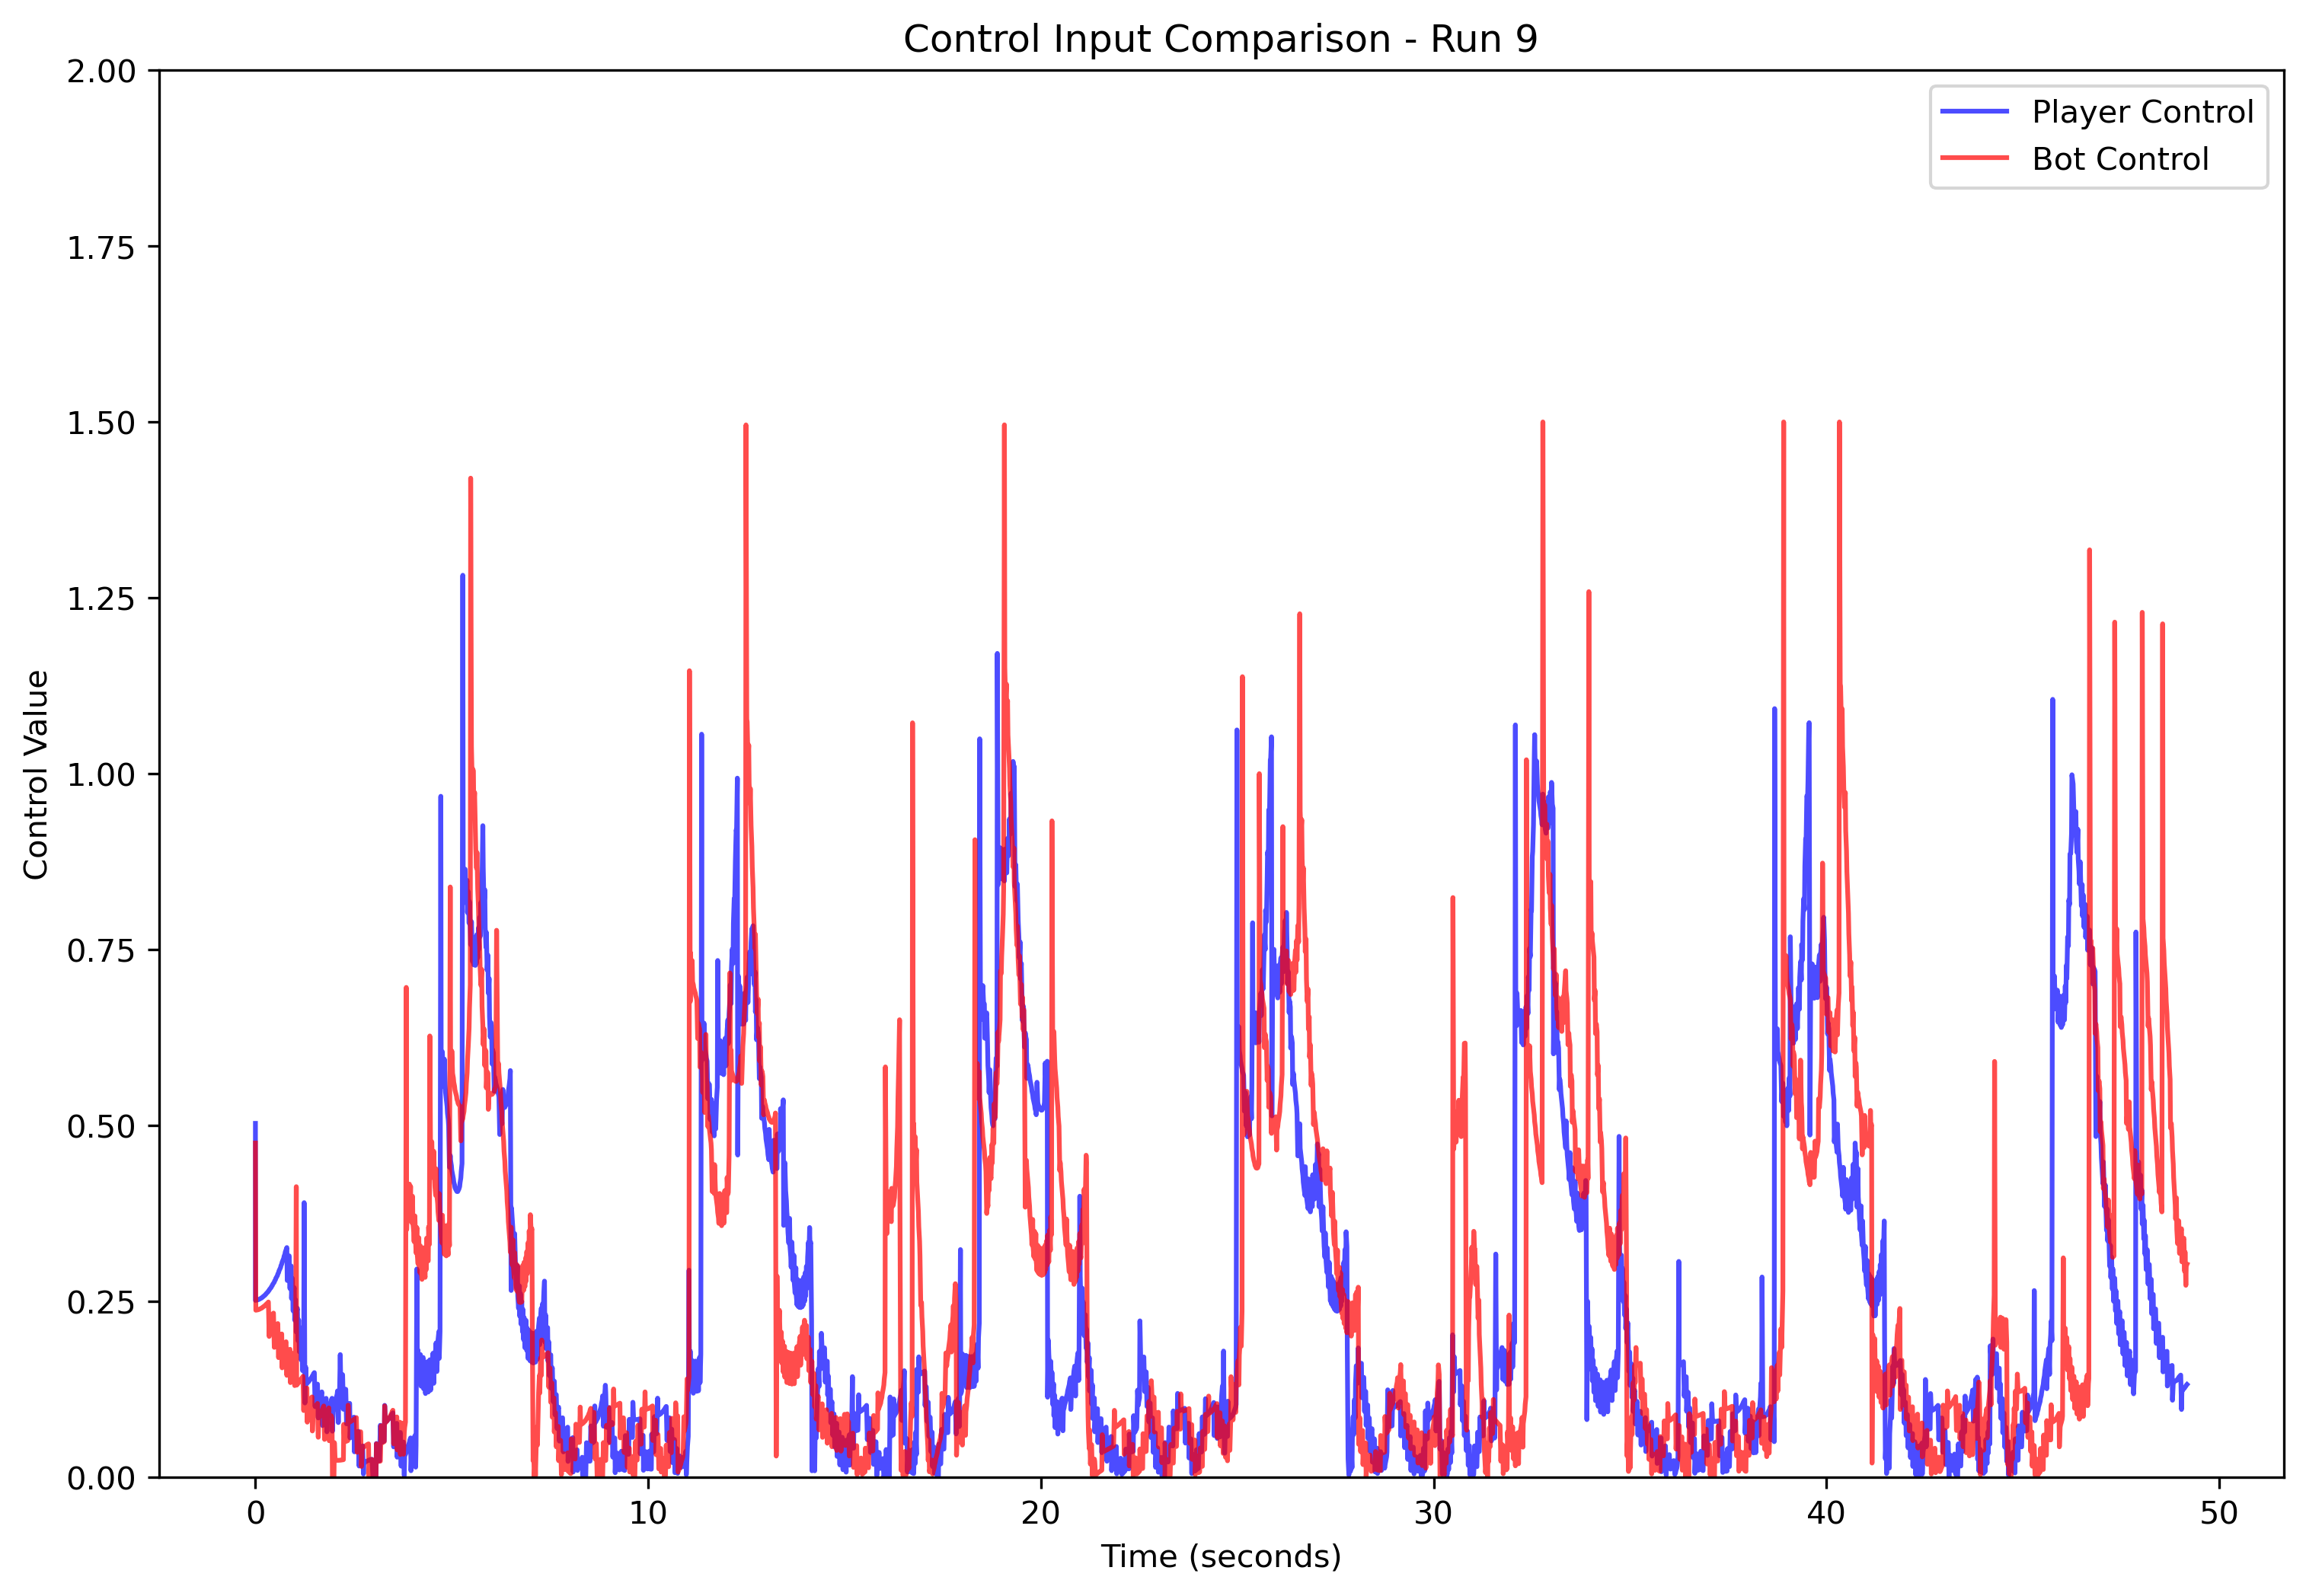 Control Input Comparison - Run 9
2.00
1.75
1.50
1.25
1.00
0.75
0.50
0.25
0.00
Control Value
Player Control
Bot Control
0 10 20 30 40 50
Time (seconds)